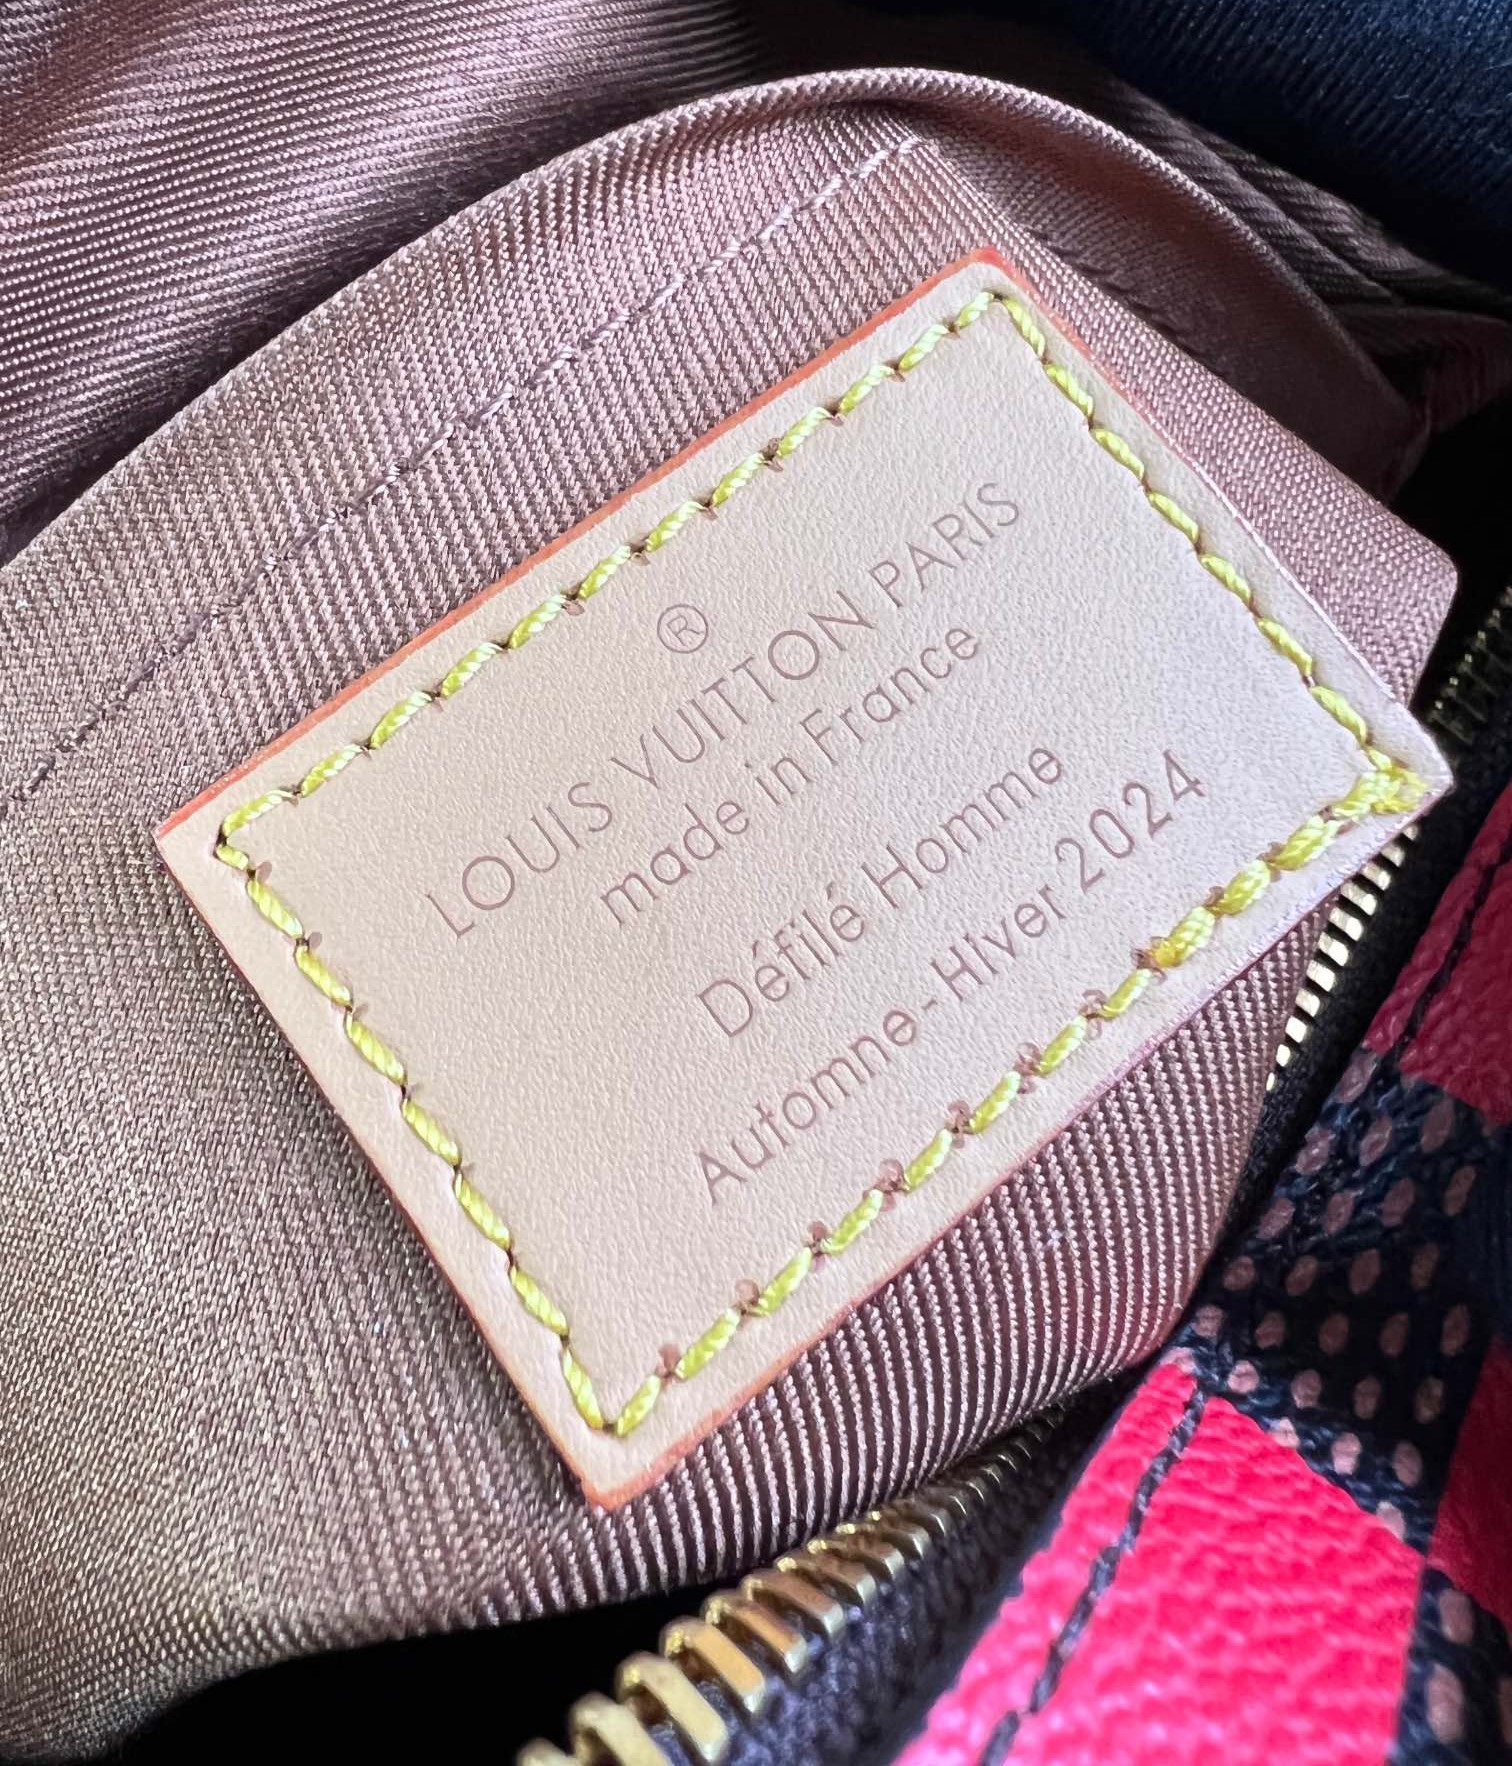 ®
LOUIS VUITTON PARIS
made in France
Défilé Homme
Automne-Hiver 2024